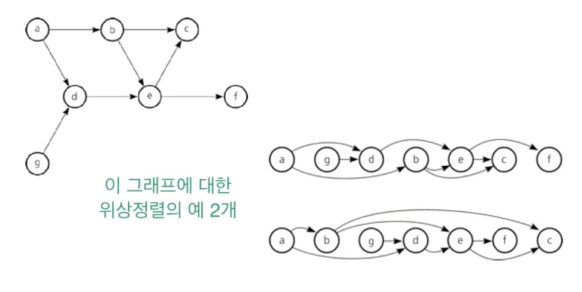 a b c
d e f
g
이 그래프에 대한
위상정렬의 예 2개
a g d b e c f
a b g d e f c